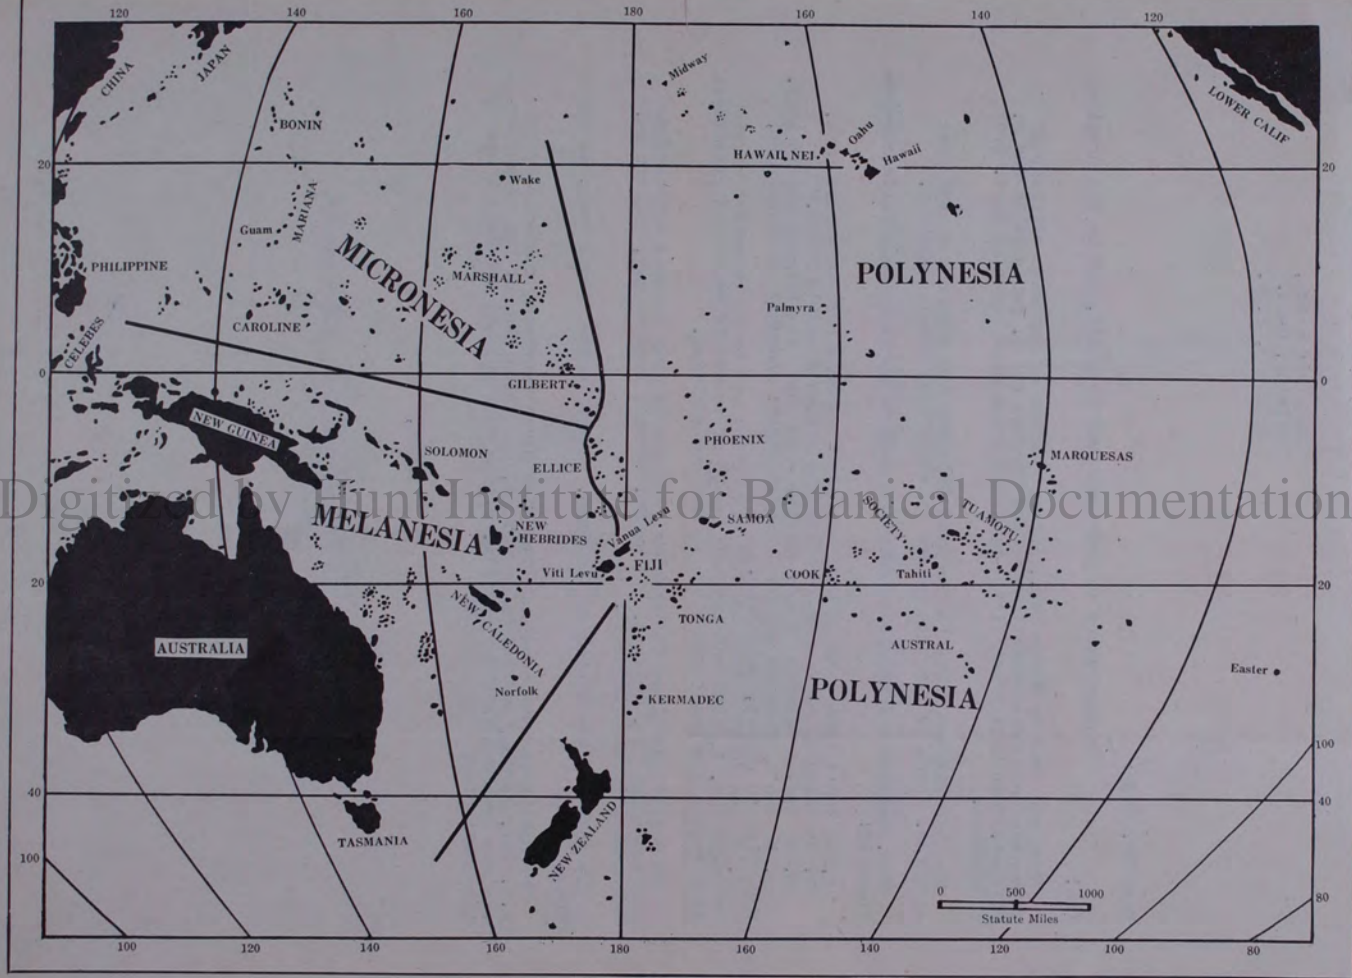 120 140 160 180 160 140 120
CHINA
JAPAN
Midway
LOWER CALIF
BONIN
Oahu
HAWAII NEI
Hawaii
20 20
Wake
MARIANA
Guam
MICRONESIA
PHILIPPINE
MARSHALL
POLYNESIA
Palmyra
CAROLINE
CELEBES
0 0
GILBERT
NEW GUINEA
PHOENIX
SOLOMON
ELLICE
MARQUESAS
Digitized by Hunt Institute for Botanical Documentation
MELANESIA
NEW
HEBRIDES
Vanua Levu
SAMOA
SOCIETY
TUAMOTU
Viti Levu
FIJI
COOK
Tahiti
20 20
NEW CALEDONIA
TONGA
AUSTRALIA
AUSTRAL
Easter
Norfolk
KERMADEC
POLYNESIA
100
40 40
TASMANIA
NEW ZEALAND
100
0 500 1000
Statute Miles
80
100 120 140 160 180 160 140 120 100 80